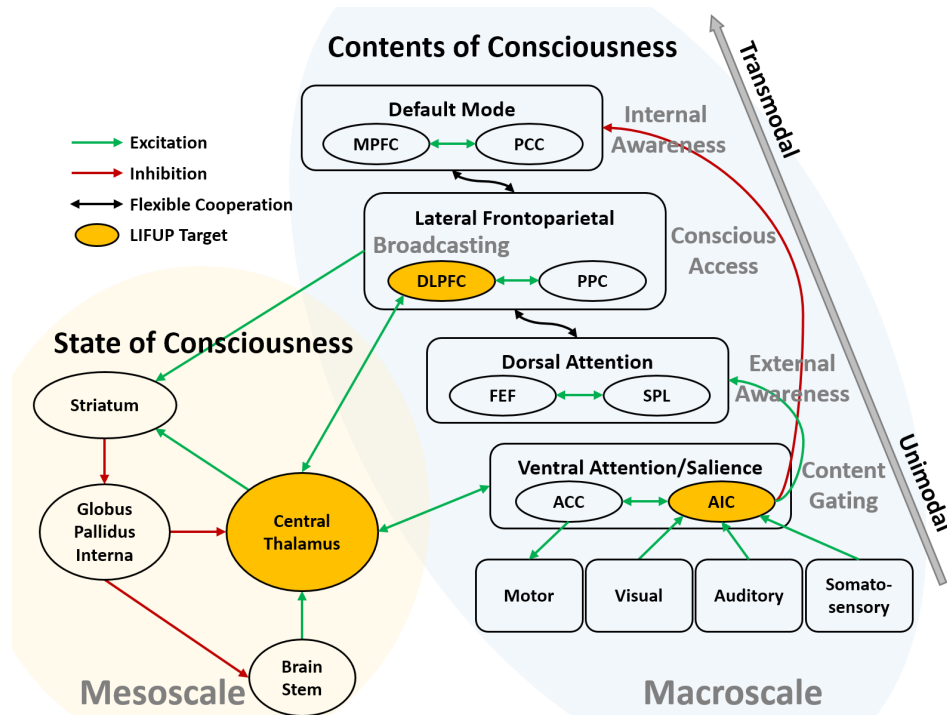 Contents of Consciousness
Transmodal
Default Mode
Internal
Awareness
MPFC
PCC
Excitation
Inhibition
Flexible Cooperation
LIFUP Target
Lateral Frontoparietal
Broadcasting
Conscious
Access
DLPFC
PPC
State of Consciousness
Dorsal Attention
External
Awareness
FEF
SPL
Striatum
Ventral Attention/Salience
Content
Gating
Unimodal
ACC
AIC
Globus
Pallidus
Interna
Central
Thalamus
Motor
Visual
Auditory
Somato-
sensory
Brain
Stem
Mesoscale
Macroscale